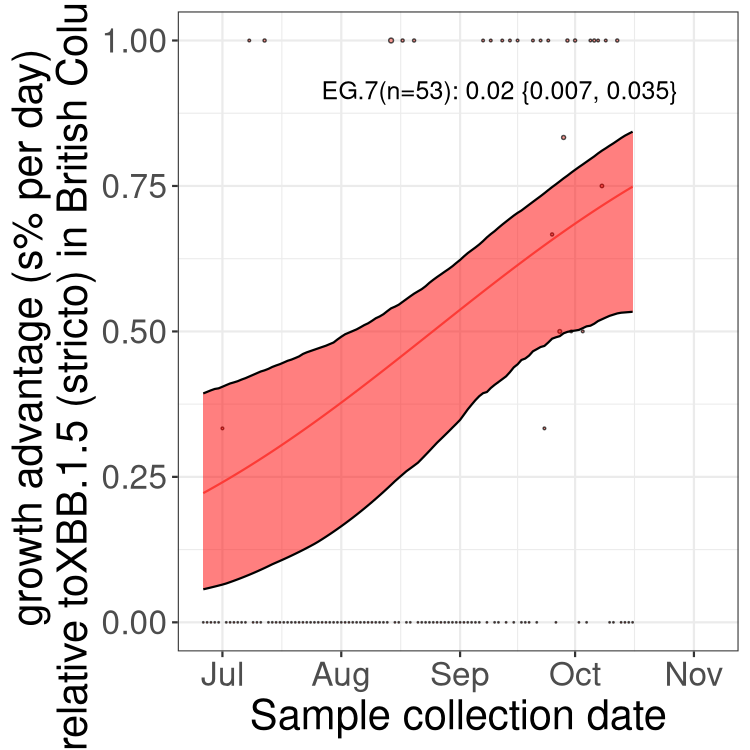 growth advantage (s% per day)
relative toXBB.1.5 (stricto) in British Colu
1.00
0.75
0.50
0.25
0.00
EG.7(n=53): 0.02 {0.007, 0.035}
Jul Aug Sep Oct Nov
Sample collection date